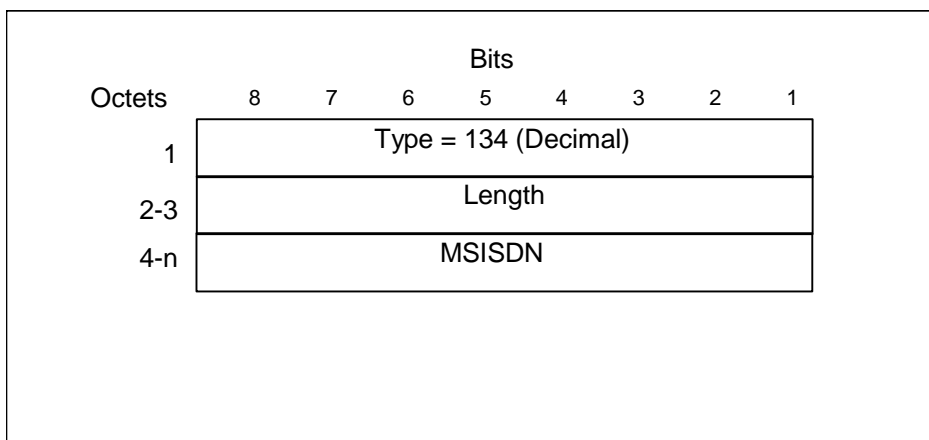 Bits
Octets 8 7 6 5 4 3 2 1
1 Type = 134 (Decimal)
2-3 Length
4-n MSISDN